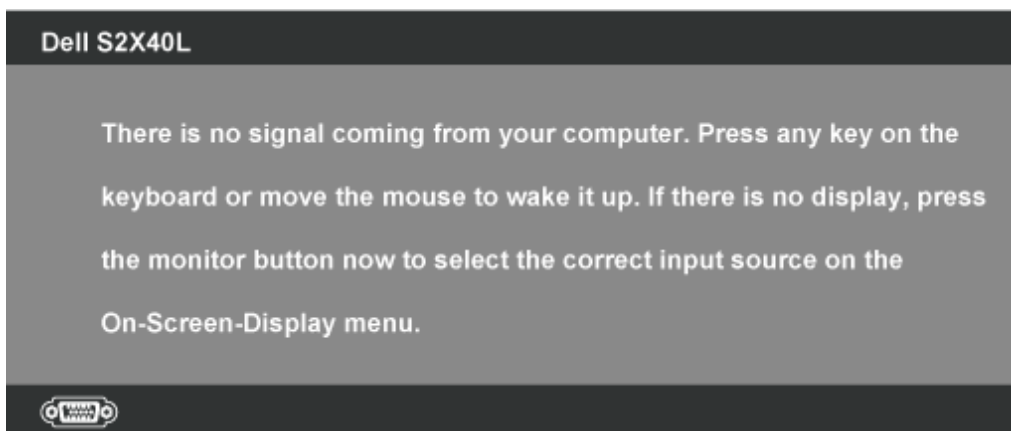 Dell S2X40L
There is no signal coming from your computer. Press any key on the
keyboard or move the mouse to wake it up. If there is no display, press
the monitor button now to select the correct input source on the
On-Screen-Display menu.